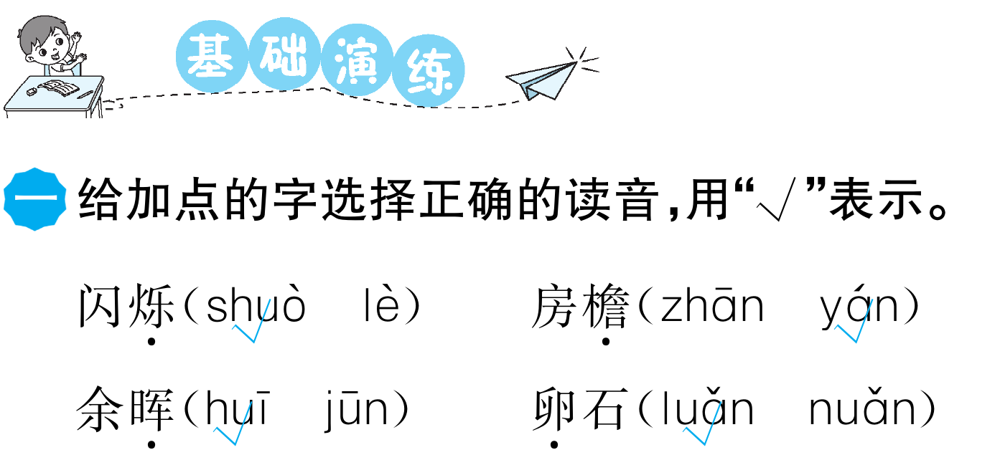 基础演练
一 给加点的字选择正确的读音,用“√”表示。
闪烁(shuò√ lè) 房檐(zhān yán√)
余晖(huī√ jūn) 卵石(luǎn√ nuǎn)